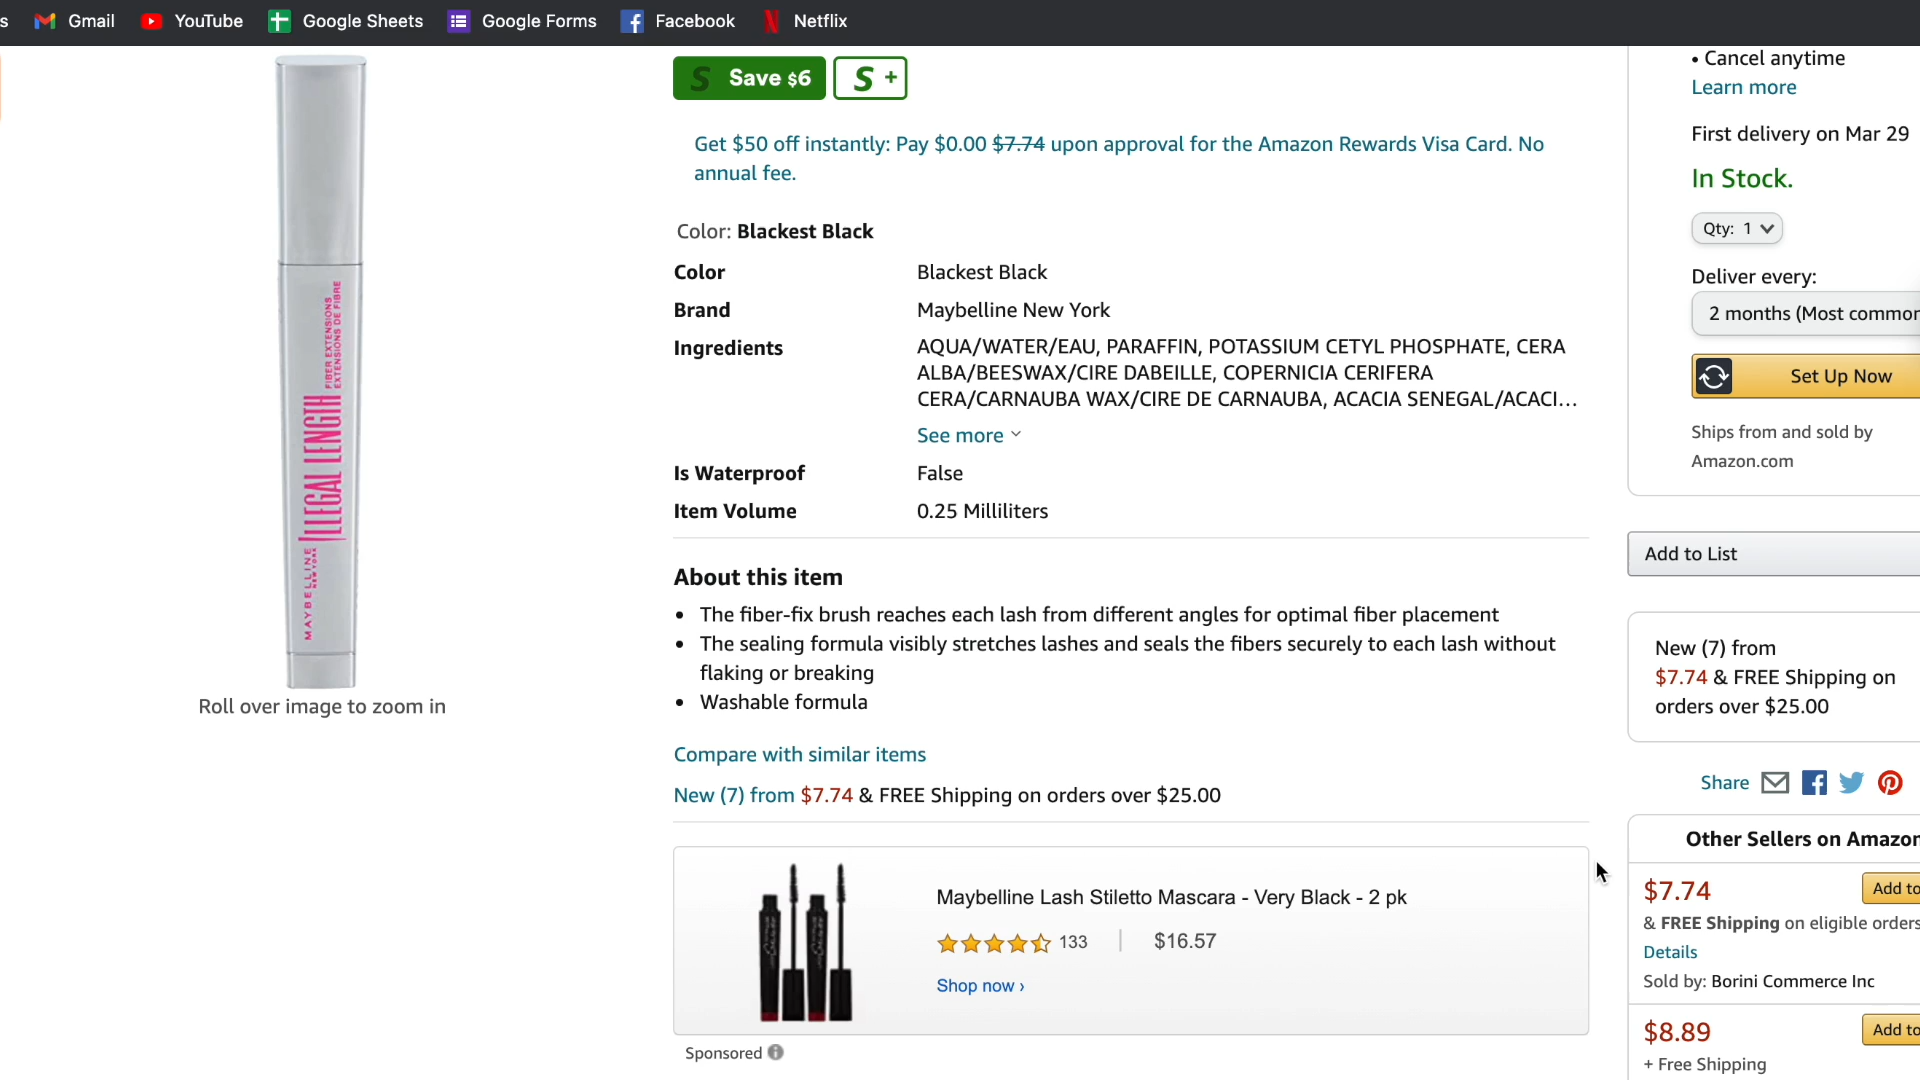 s
Gmail
YouTube
Google Sheets
Google Forms
Facebook
Netflix
MAYBELLINE
NEW YORK
ILLEGAL LENGTH
FIBER EXTENSIONS
EXTENSIONS DE FIBRE
Roll over image to zoom in
S Save $6
S +
Get $50 off instantly: Pay $0.00 $7.74 upon approval for the Amazon Rewards Visa Card. No
annual fee.
Color: Blackest Black
Color Blackest Black
Brand Maybelline New York
Ingredients AQUA/WATER/EAU, PARAFFIN, POTASSIUM CETYL PHOSPHATE, CERA
ALBA/BEESWAX/CIRE DABEILLE, COPERNICIA CERIFERA
CERA/CARNAUBA WAX/CIRE DE CARNAUBA, ACACIA SENEGAL/ACACI...
See more
Is Waterproof False
Item Volume 0.25 Milliliters
About this item
• The fiber-fix brush reaches each lash from different angles for optimal fiber placement
• The sealing formula visibly stretches lashes and seals the fibers securely to each lash without
flaking or breaking
• Washable formula
Compare with similar items
New (7) from $7.74 & FREE Shipping on orders over $25.00
Maybelline Lash Stiletto Mascara - Very Black - 2 pk
133 | $16.57
Shop now ›
Sponsored
• Cancel anytime
Learn more
First delivery on Mar 29
In Stock.
Qty: 1
Deliver every:
2 months (Most common
Set Up Now
Ships from and sold by
Amazon.com
Add to List
New (7) from
$7.74 & FREE Shipping on
orders over $25.00
Share
Other Sellers on Amazon
$7.74 Add to
& FREE Shipping on eligible orders
Details
Sold by: Borini Commerce Inc
$8.89 Add to
+ Free Shipping